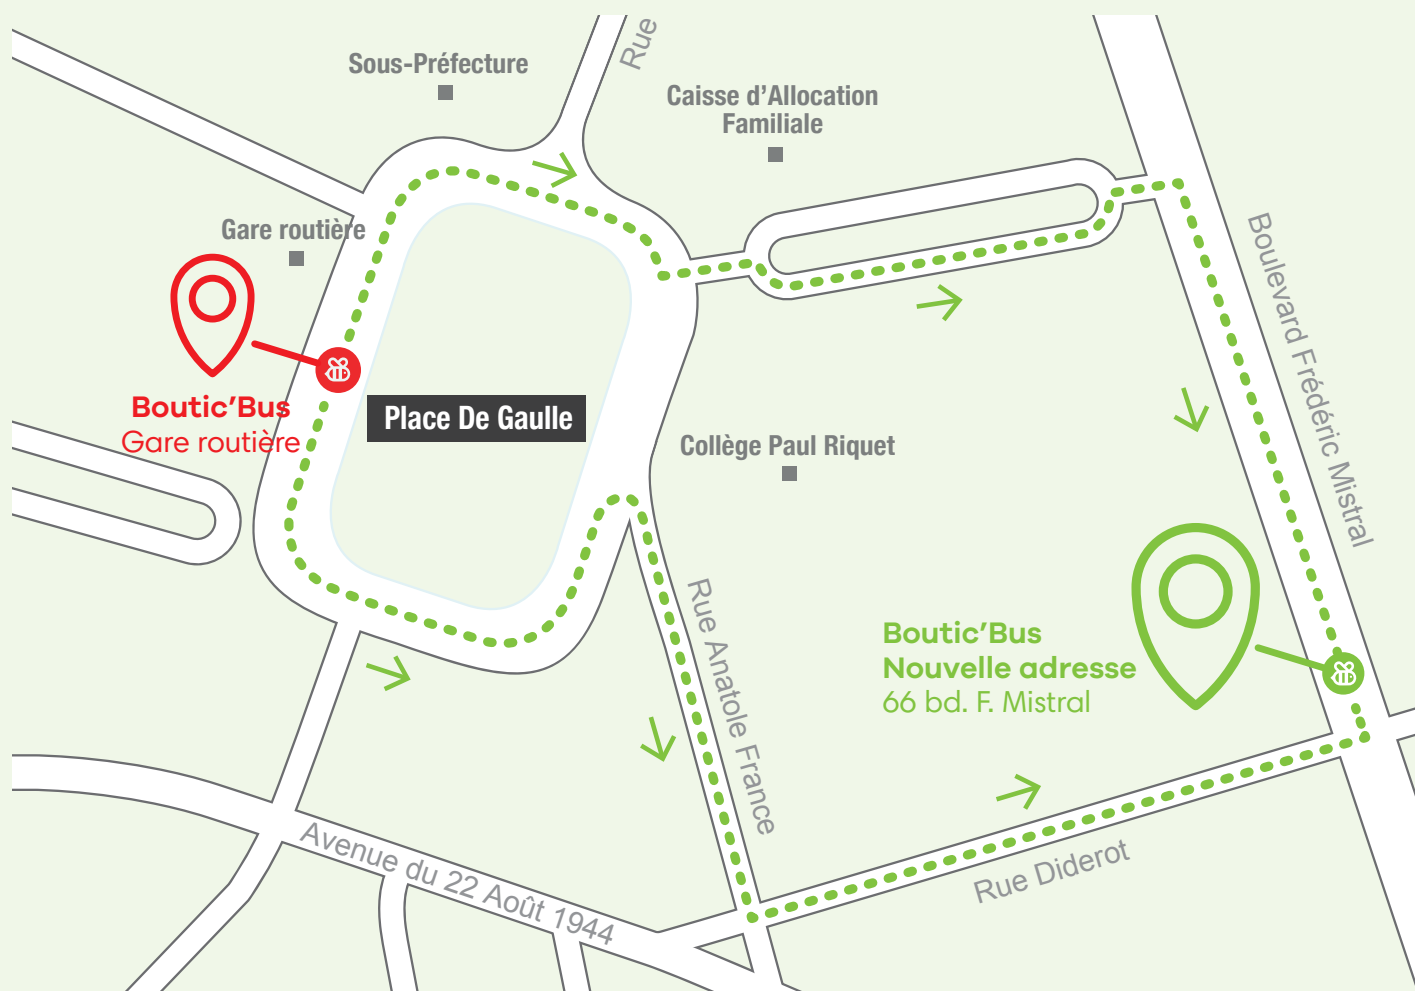 Rue
Sous-Préfecture
Caisse d’Allocation
Familiale
Gare routière
Boulevard Frédéric Mistral
Boutic’Bus
Gare routière
Place De Gaulle
Collège Paul Riquet
Rue Anatole France
Boutic’Bus
Nouvelle adresse
66 bd. F. Mistral
Avenue du 22 Août 1944
Rue Diderot